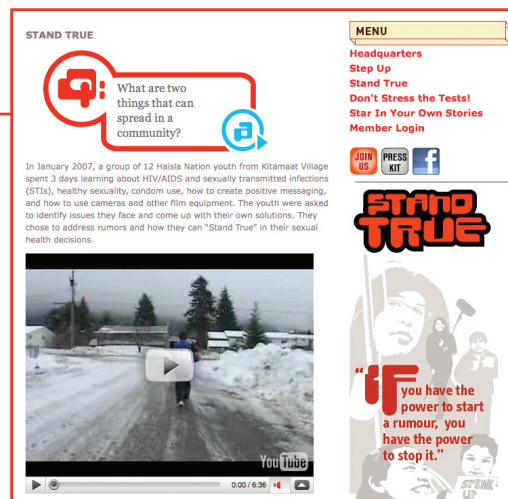 STAND TRUE
What are two
things that can
spread in a
community?
a
In January 2007, a group of 12 Haisla Nation youth from Kitamaat Village
spent 3 days learning about HIV/AIDS and sexually transmitted infections
(STIs), healthy sexuality, condom use, how to create positive messaging,
and how to use cameras and other film equipment. The youth were asked
to identify issues they face and come up with their own solutions. They
chose to address rumors and how they can “Stand True” in their sexual
health decisions.
YouTube
0:00 / 6:36
MENU
Headquarters
Step Up
Stand True
Don't Stress the Tests!
Star In Your Own Stories
Member Login
JOIN US
PRESS KIT
f
STAND
TRUE
“IF you have the
power to start
a rumour, you
have the power
to stop it.”
STEAK
UP